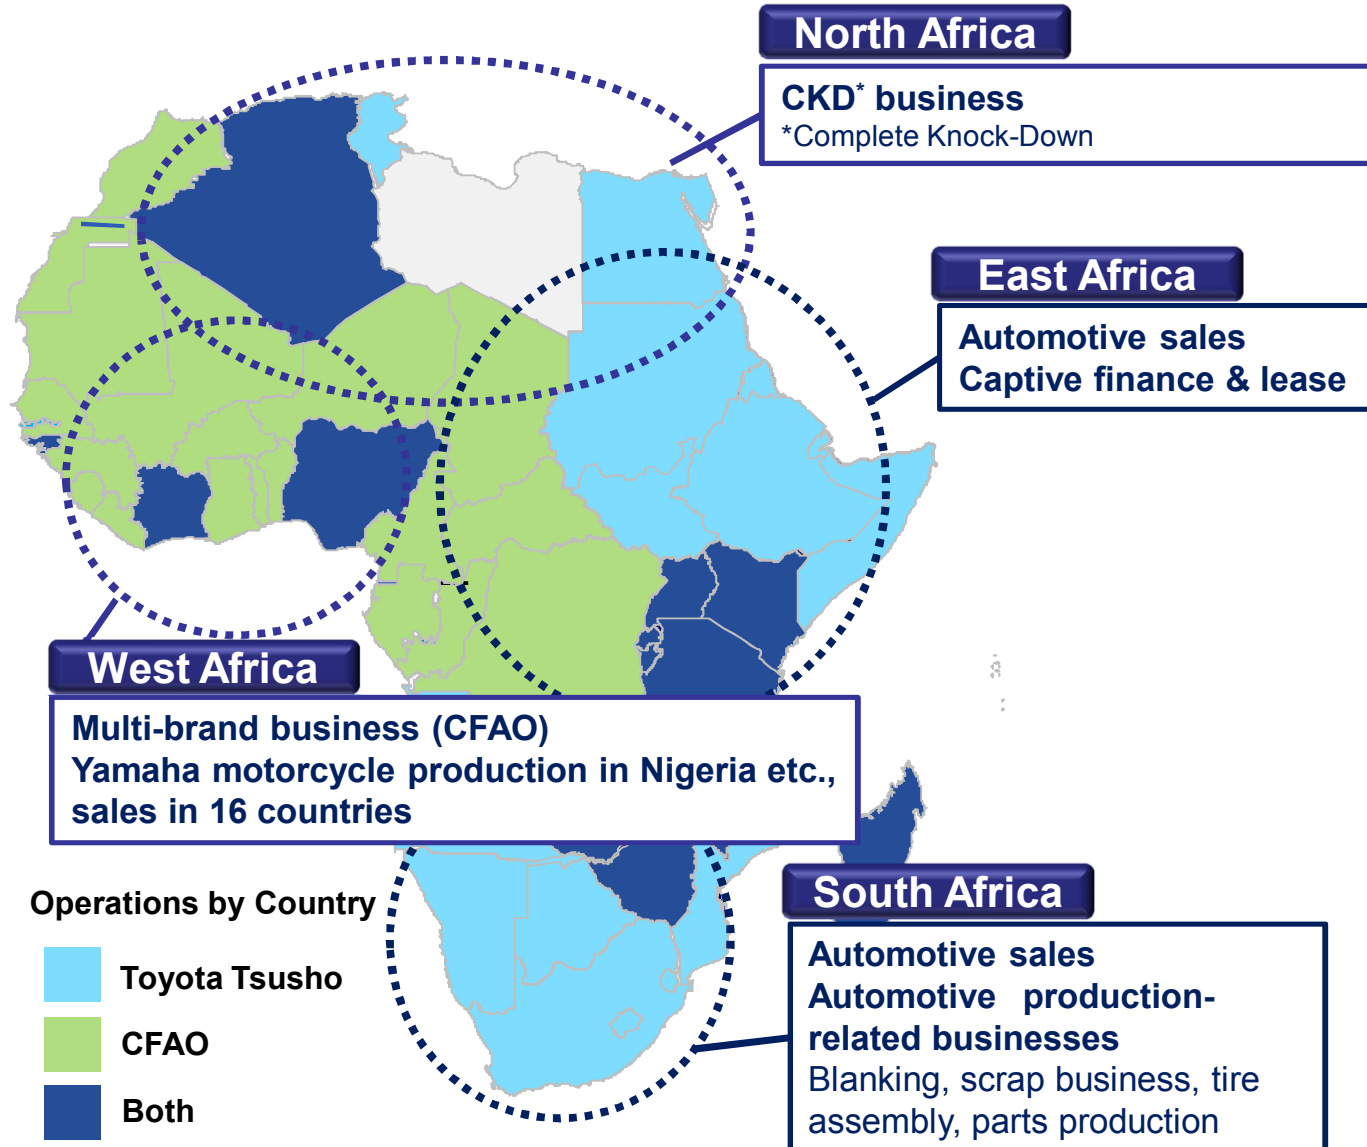 North Africa
CKD* business
*Complete Knock-Down
East Africa
Automotive sales
Captive finance & lease
West Africa
Multi-brand business (CFAO)
Yamaha motorcycle production in Nigeria etc.,
sales in 16 countries
South Africa
Automotive sales
Automotive production-
related businesses
Blanking, scrap business, tire
assembly, parts production
Operations by Country
Toyota Tsusho
CFAO
Both